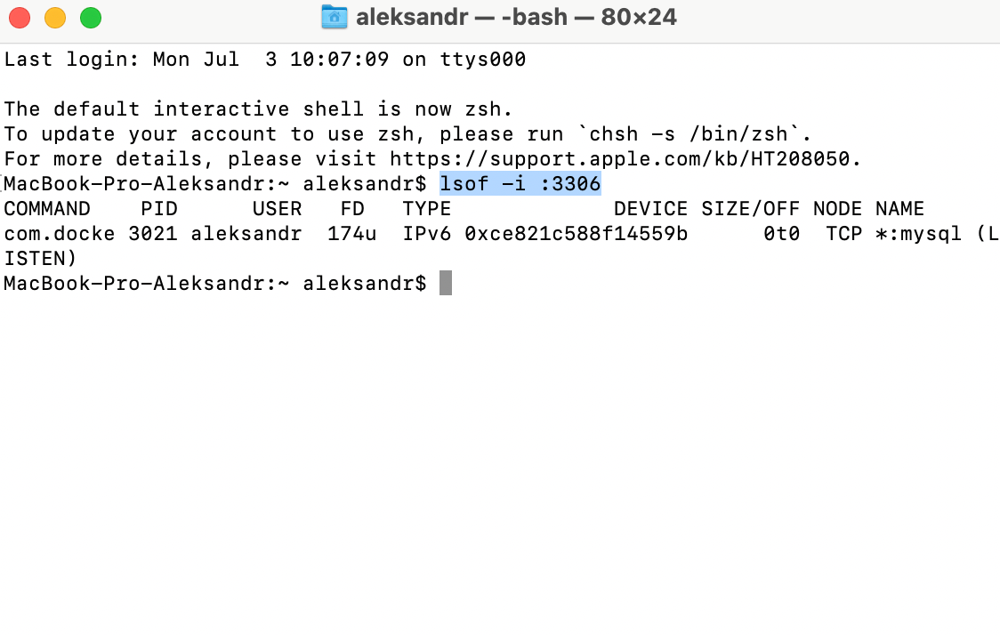 aleksandr — -bash — 80×24
Last login: Mon Jul  3 10:07:09 on ttys000
The default interactive shell is now zsh.
To update your account to use zsh, please run `chsh -s /bin/zsh`.
For more details, please visit https://support.apple.com/kb/HT208050.
MacBook-Pro-Aleksandr:~ aleksandr$ lsof -i :3306
COMMAND    PID      USER   FD   TYPE             DEVICE SIZE/OFF NODE NAME
com.docke 3021 aleksandr  174u  IPv6 0xce821c588f14559b      0t0  TCP *:mysql (L
ISTEN)
MacBook-Pro-Aleksandr:~ aleksandr$